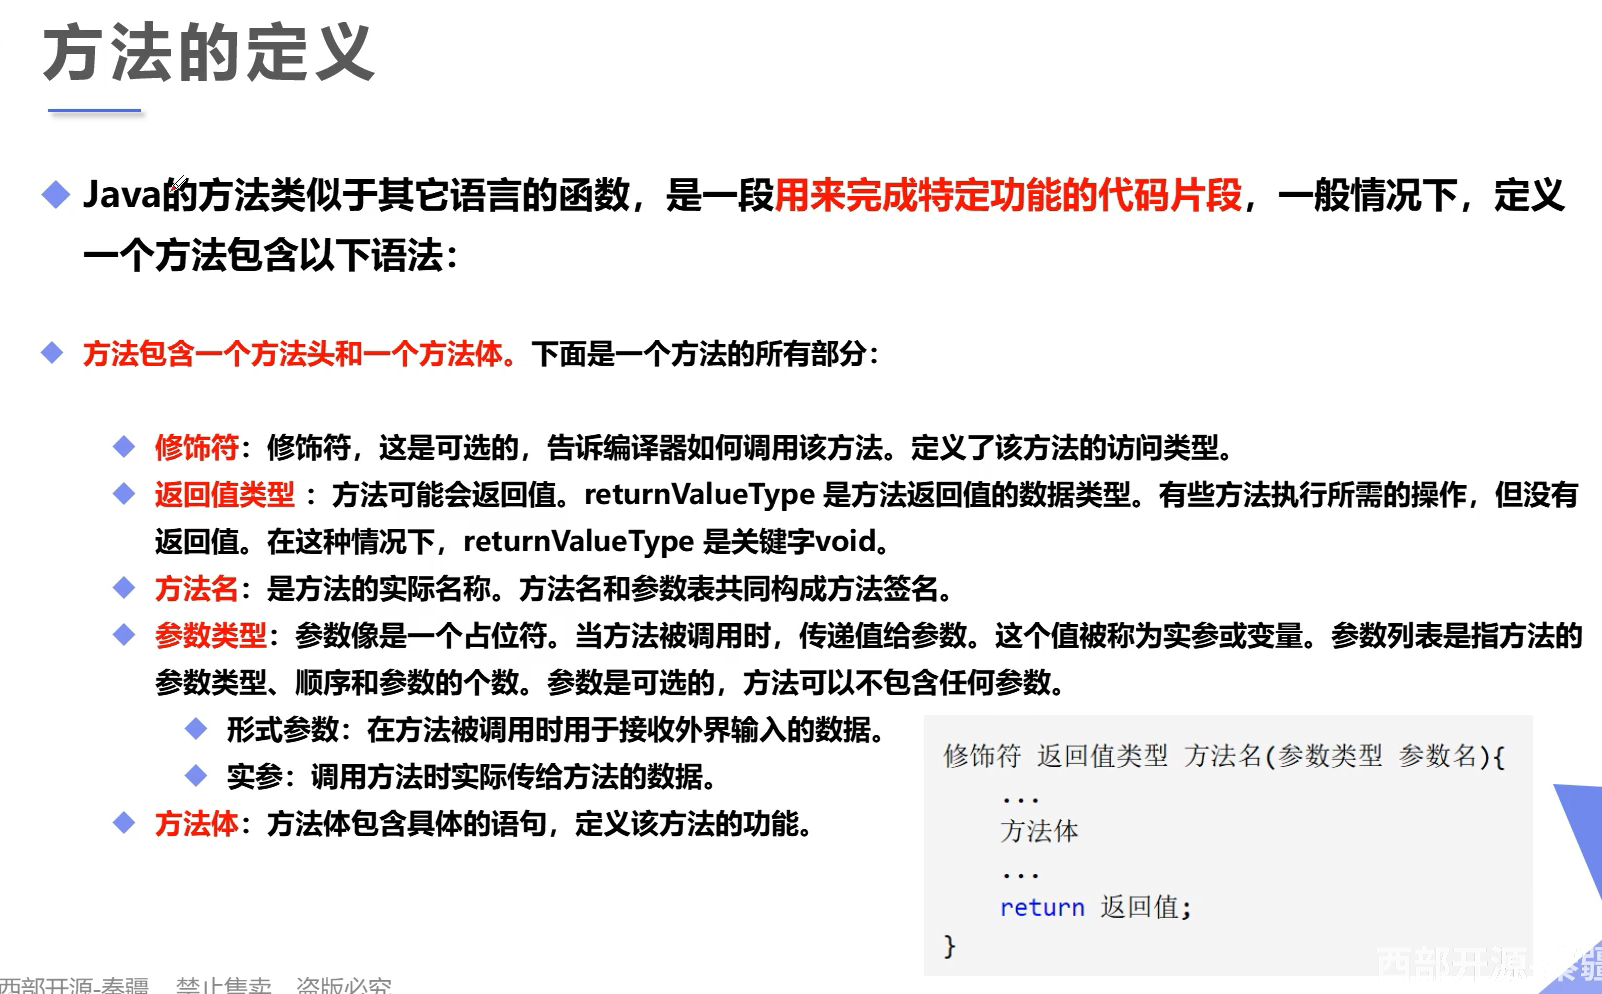 方法的定义
Java的方法类似于其它语言的函数，是一段用来完成特定功能的代码片段，一般情况下，定义
一个方法包含以下语法：
方法包含一个方法头和一个方法体。下面是一个方法的所有部分：
修饰符：修饰符，这是可选的，告诉编译器如何调用该方法。定义了该方法的访问类型。
返回值类型 ：方法可能会返回值。returnValueType 是方法返回值的数据类型。有些方法执行所需的操作，但没有
返回值。在这种情况下，returnValueType 是关键字void。
方法名：是方法的实际名称。方法名和参数表共同构成方法签名。
参数类型：参数像是一个占位符。当方法被调用时，传递值给参数。这个值被称为实参或变量。参数列表是指方法的
参数类型、顺序和参数的个数。参数是可选的，方法可以不包含任何参数。
形式参数：在方法被调用时用于接收外界输入的数据。
实参：调用方法时实际传给方法的数据。
方法体：方法体包含具体的语句，定义该方法的功能。
修饰符 返回值类型 方法名(参数类型 参数名){
...
方法体
...
return 返回值;
}
西部开源-秦疆
西部开源-秦疆 禁止售卖 盗版必究